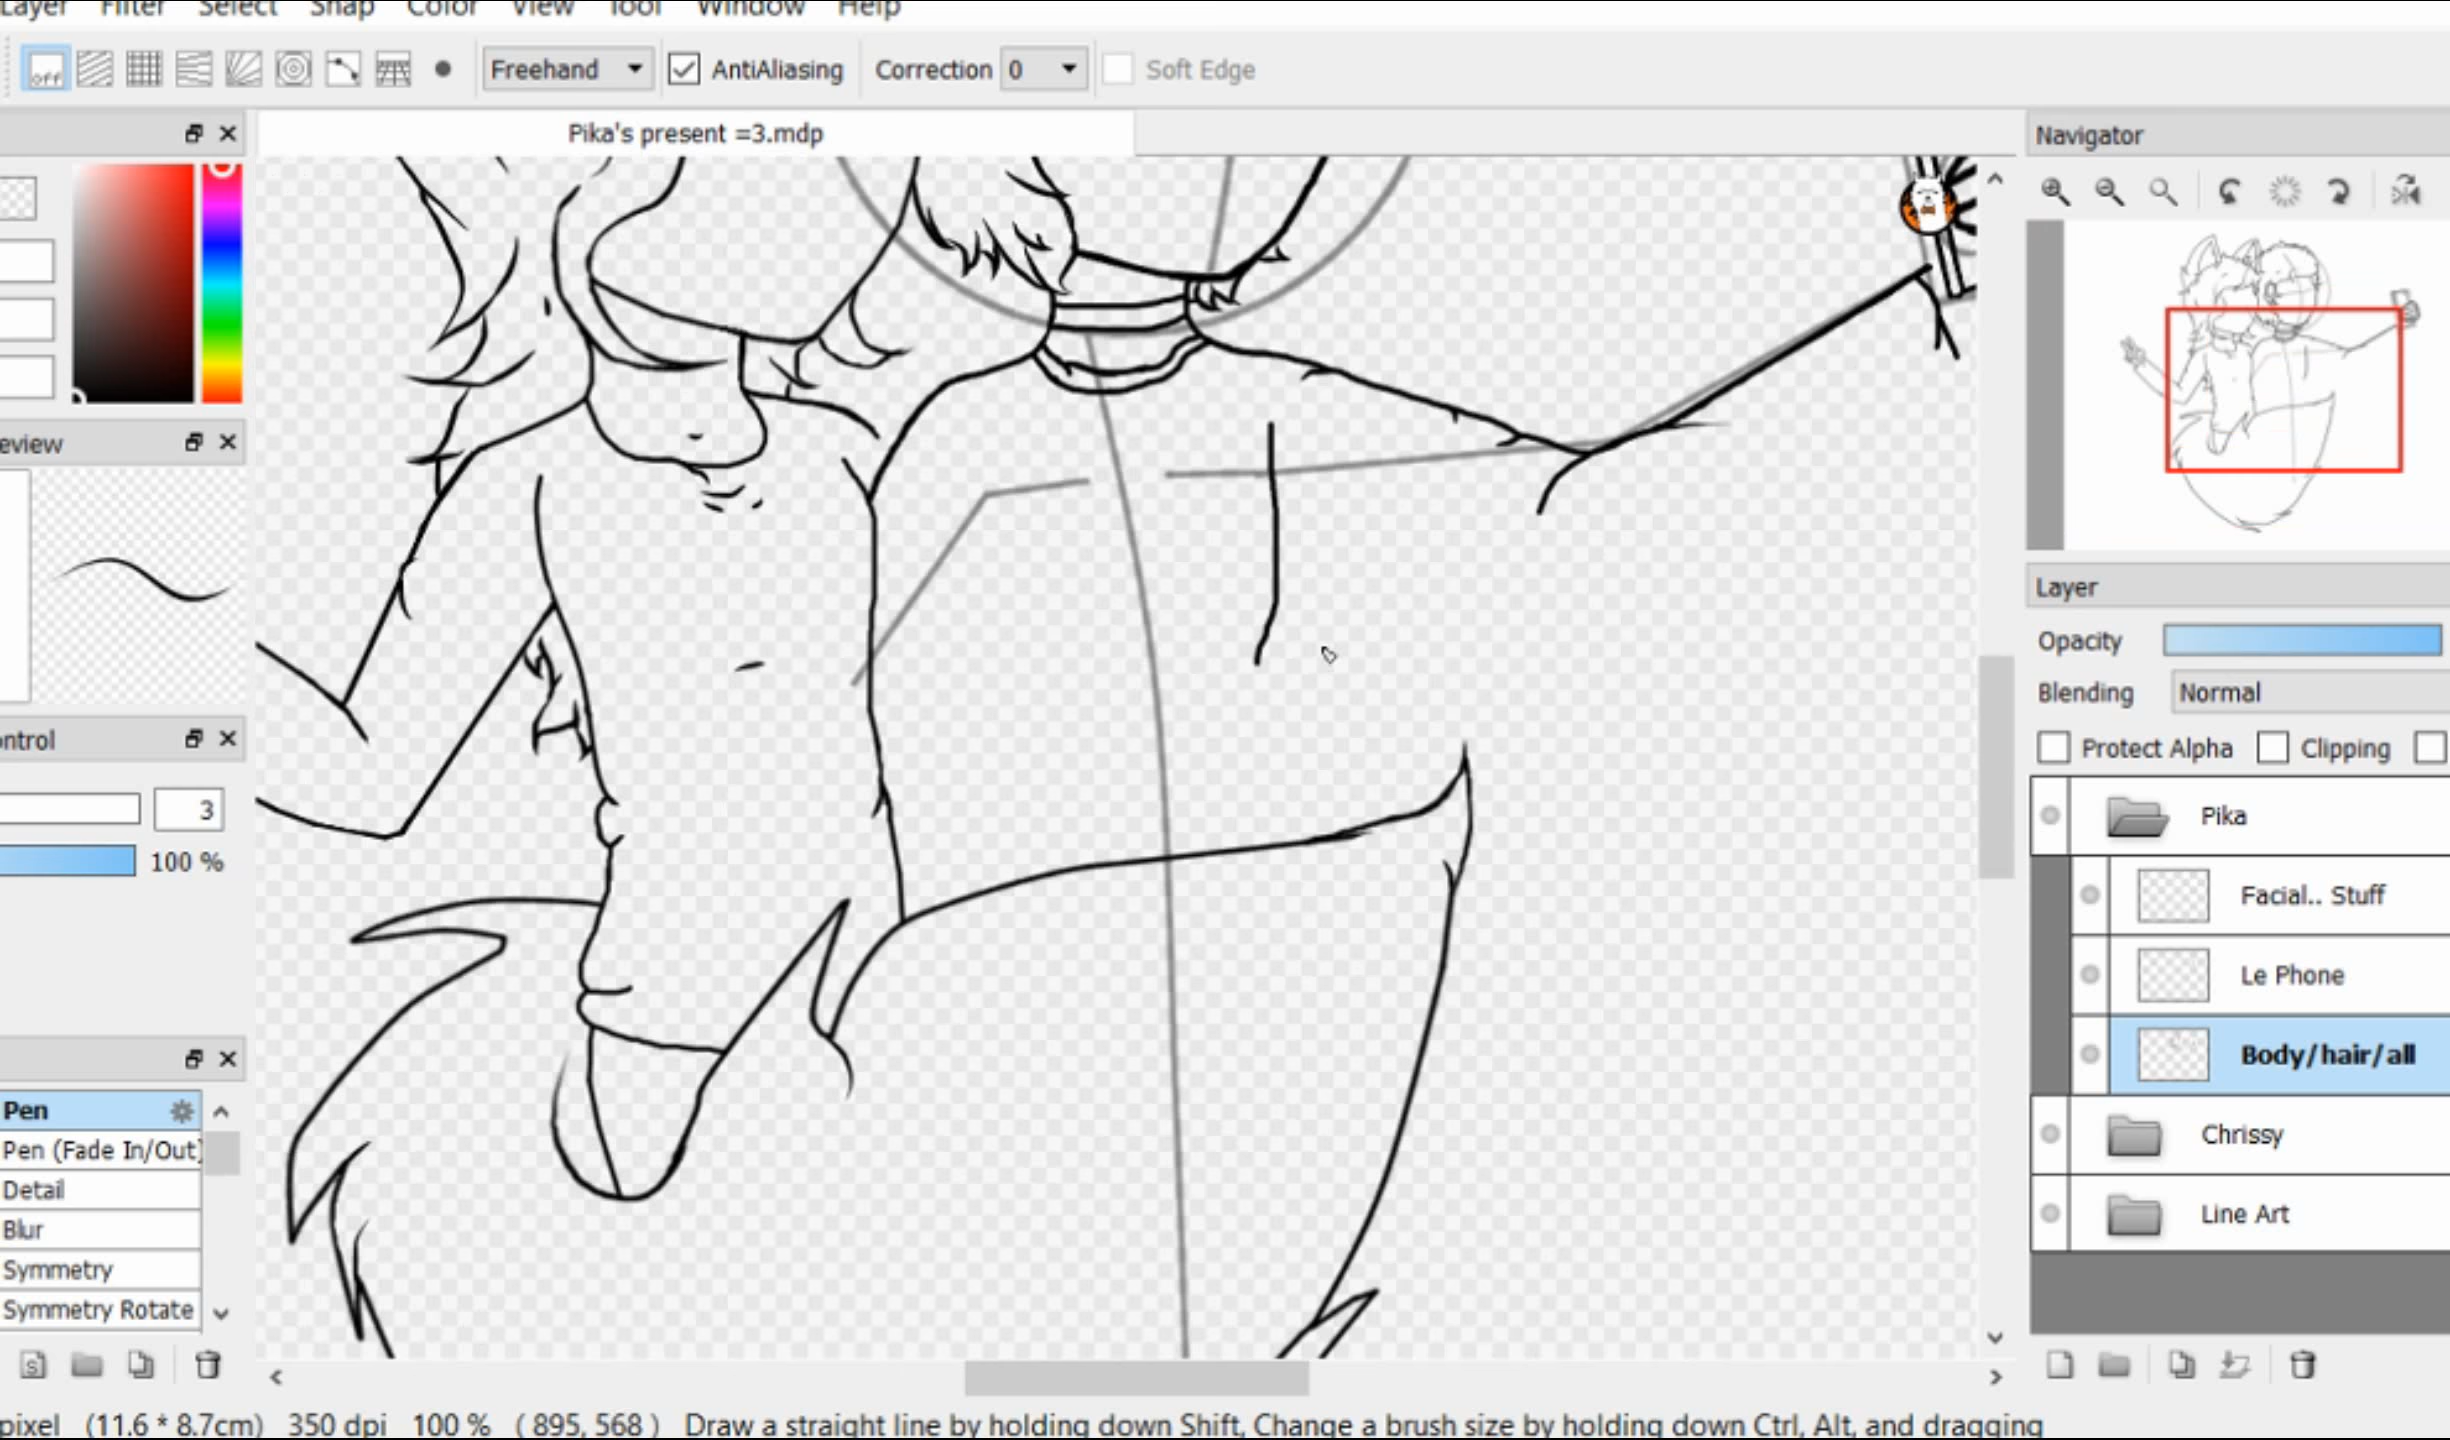 Layer Filter Select Snap Color View Tool Window Help
off Freehand AntiAliasing Correction 0 Soft Edge
Pika's present =3.mdp
eview
ontrol
3
100 %
Pen
Pen (Fade In/Out)
Detail
Blur
Symmetry
Symmetry Rotate
Navigator
Layer
Opacity
Blending Normal
Protect Alpha Clipping
Pika
Facial.. Stuff
Le Phone
Body/hair/all
Chrissy
Line Art
pixel (11.6 * 8.7cm) 350 dpi 100 % ( 895, 568 ) Draw a straight line by holding down Shift, Change a brush size by holding down Ctrl, Alt, and dragging